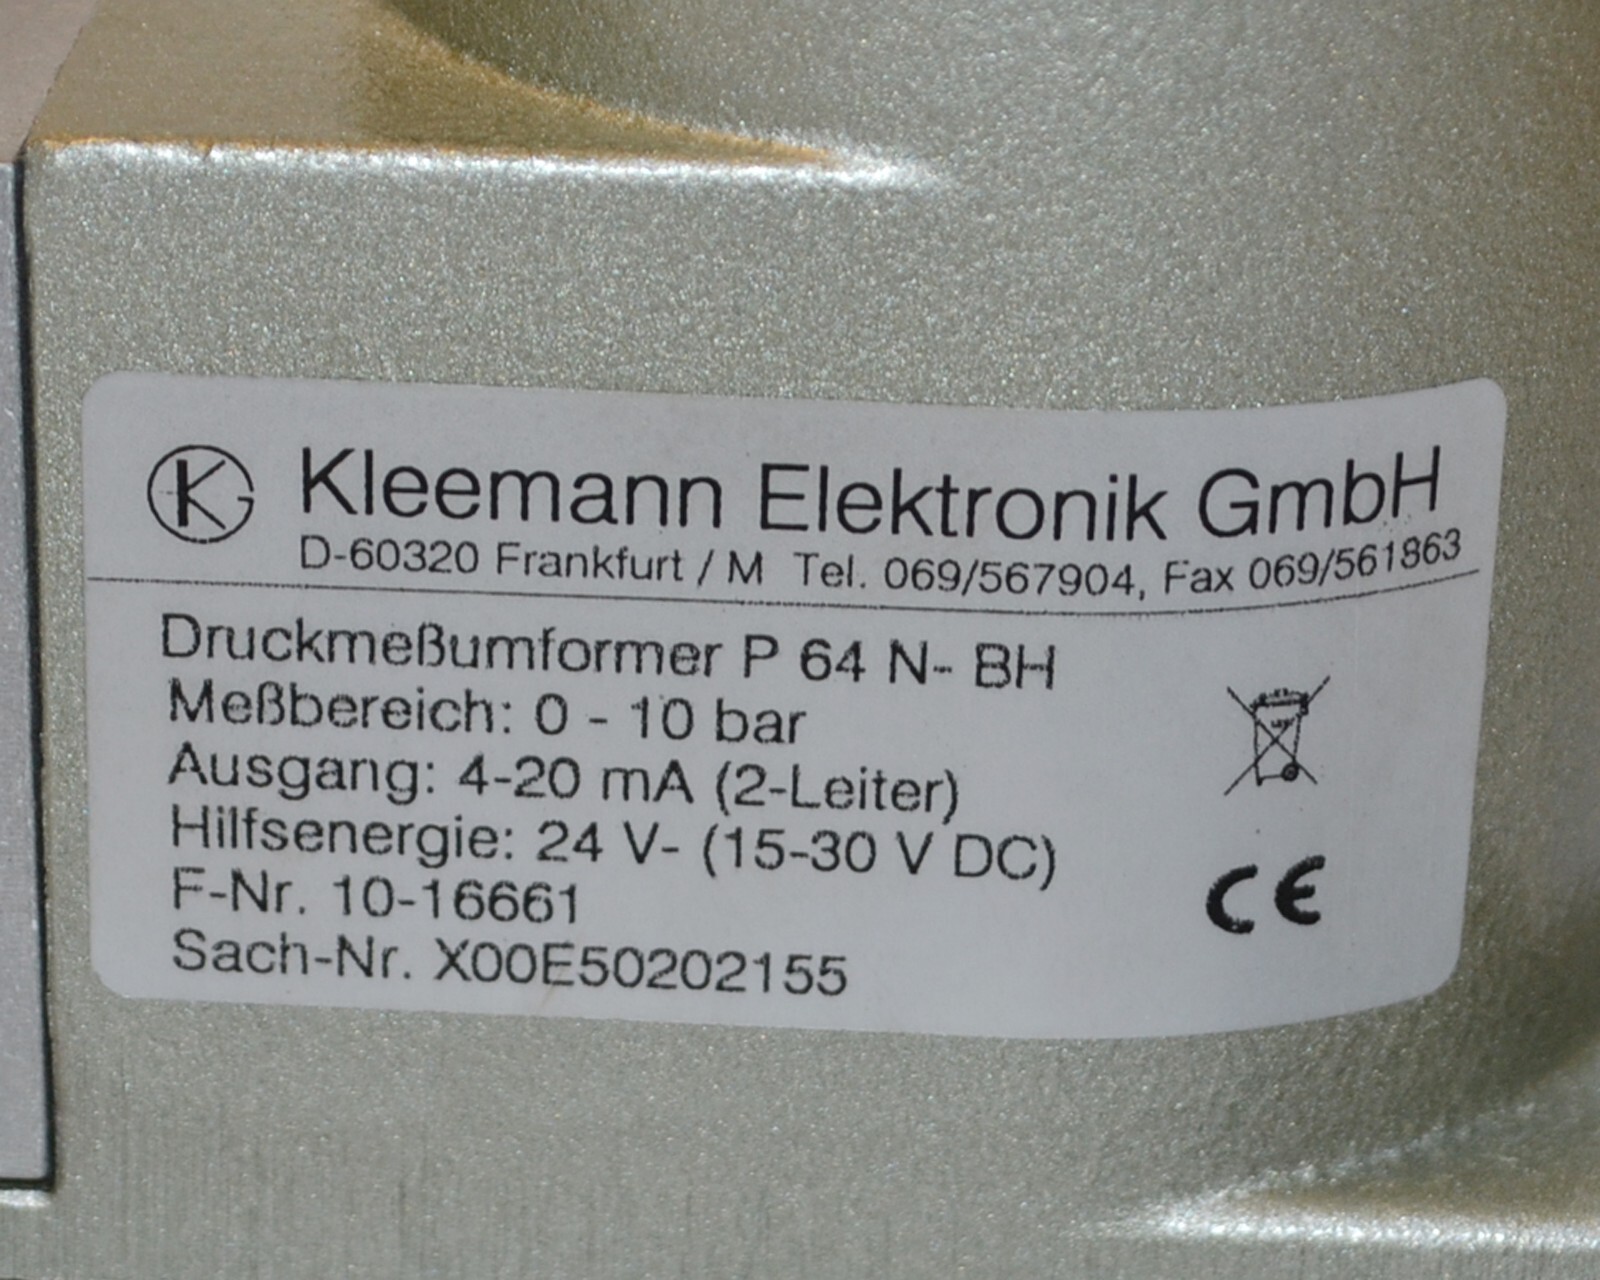 Kleemann Elektronik GmbH
D-60320 Frankfurt / M Tel. 069/567904, Fax 069/561863
Druckmeßumformer P 64 N- BH
Meßbereich: 0 - 10 bar
Ausgang: 4-20 mA (2-Leiter)
Hilfsenergie: 24 V- (15-30 V DC)
F-Nr. 10-16661
Sach-Nr. X00E50202155
CE